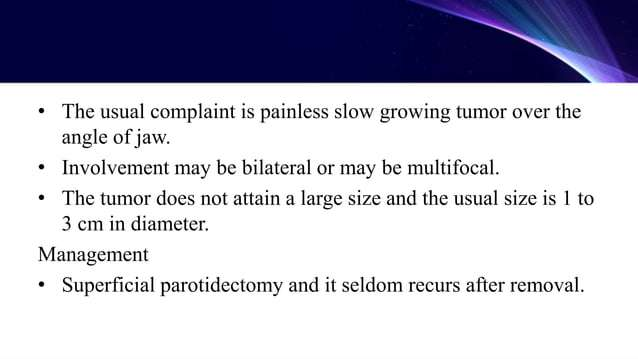 • The usual complaint is painless slow growing tumor over the
angle of jaw.
• Involvement may be bilateral or may be multifocal.
• The tumor does not attain a large size and the usual size is 1 to
3 cm in diameter.
Management
• Superficial parotidectomy and it seldom recurs after removal.